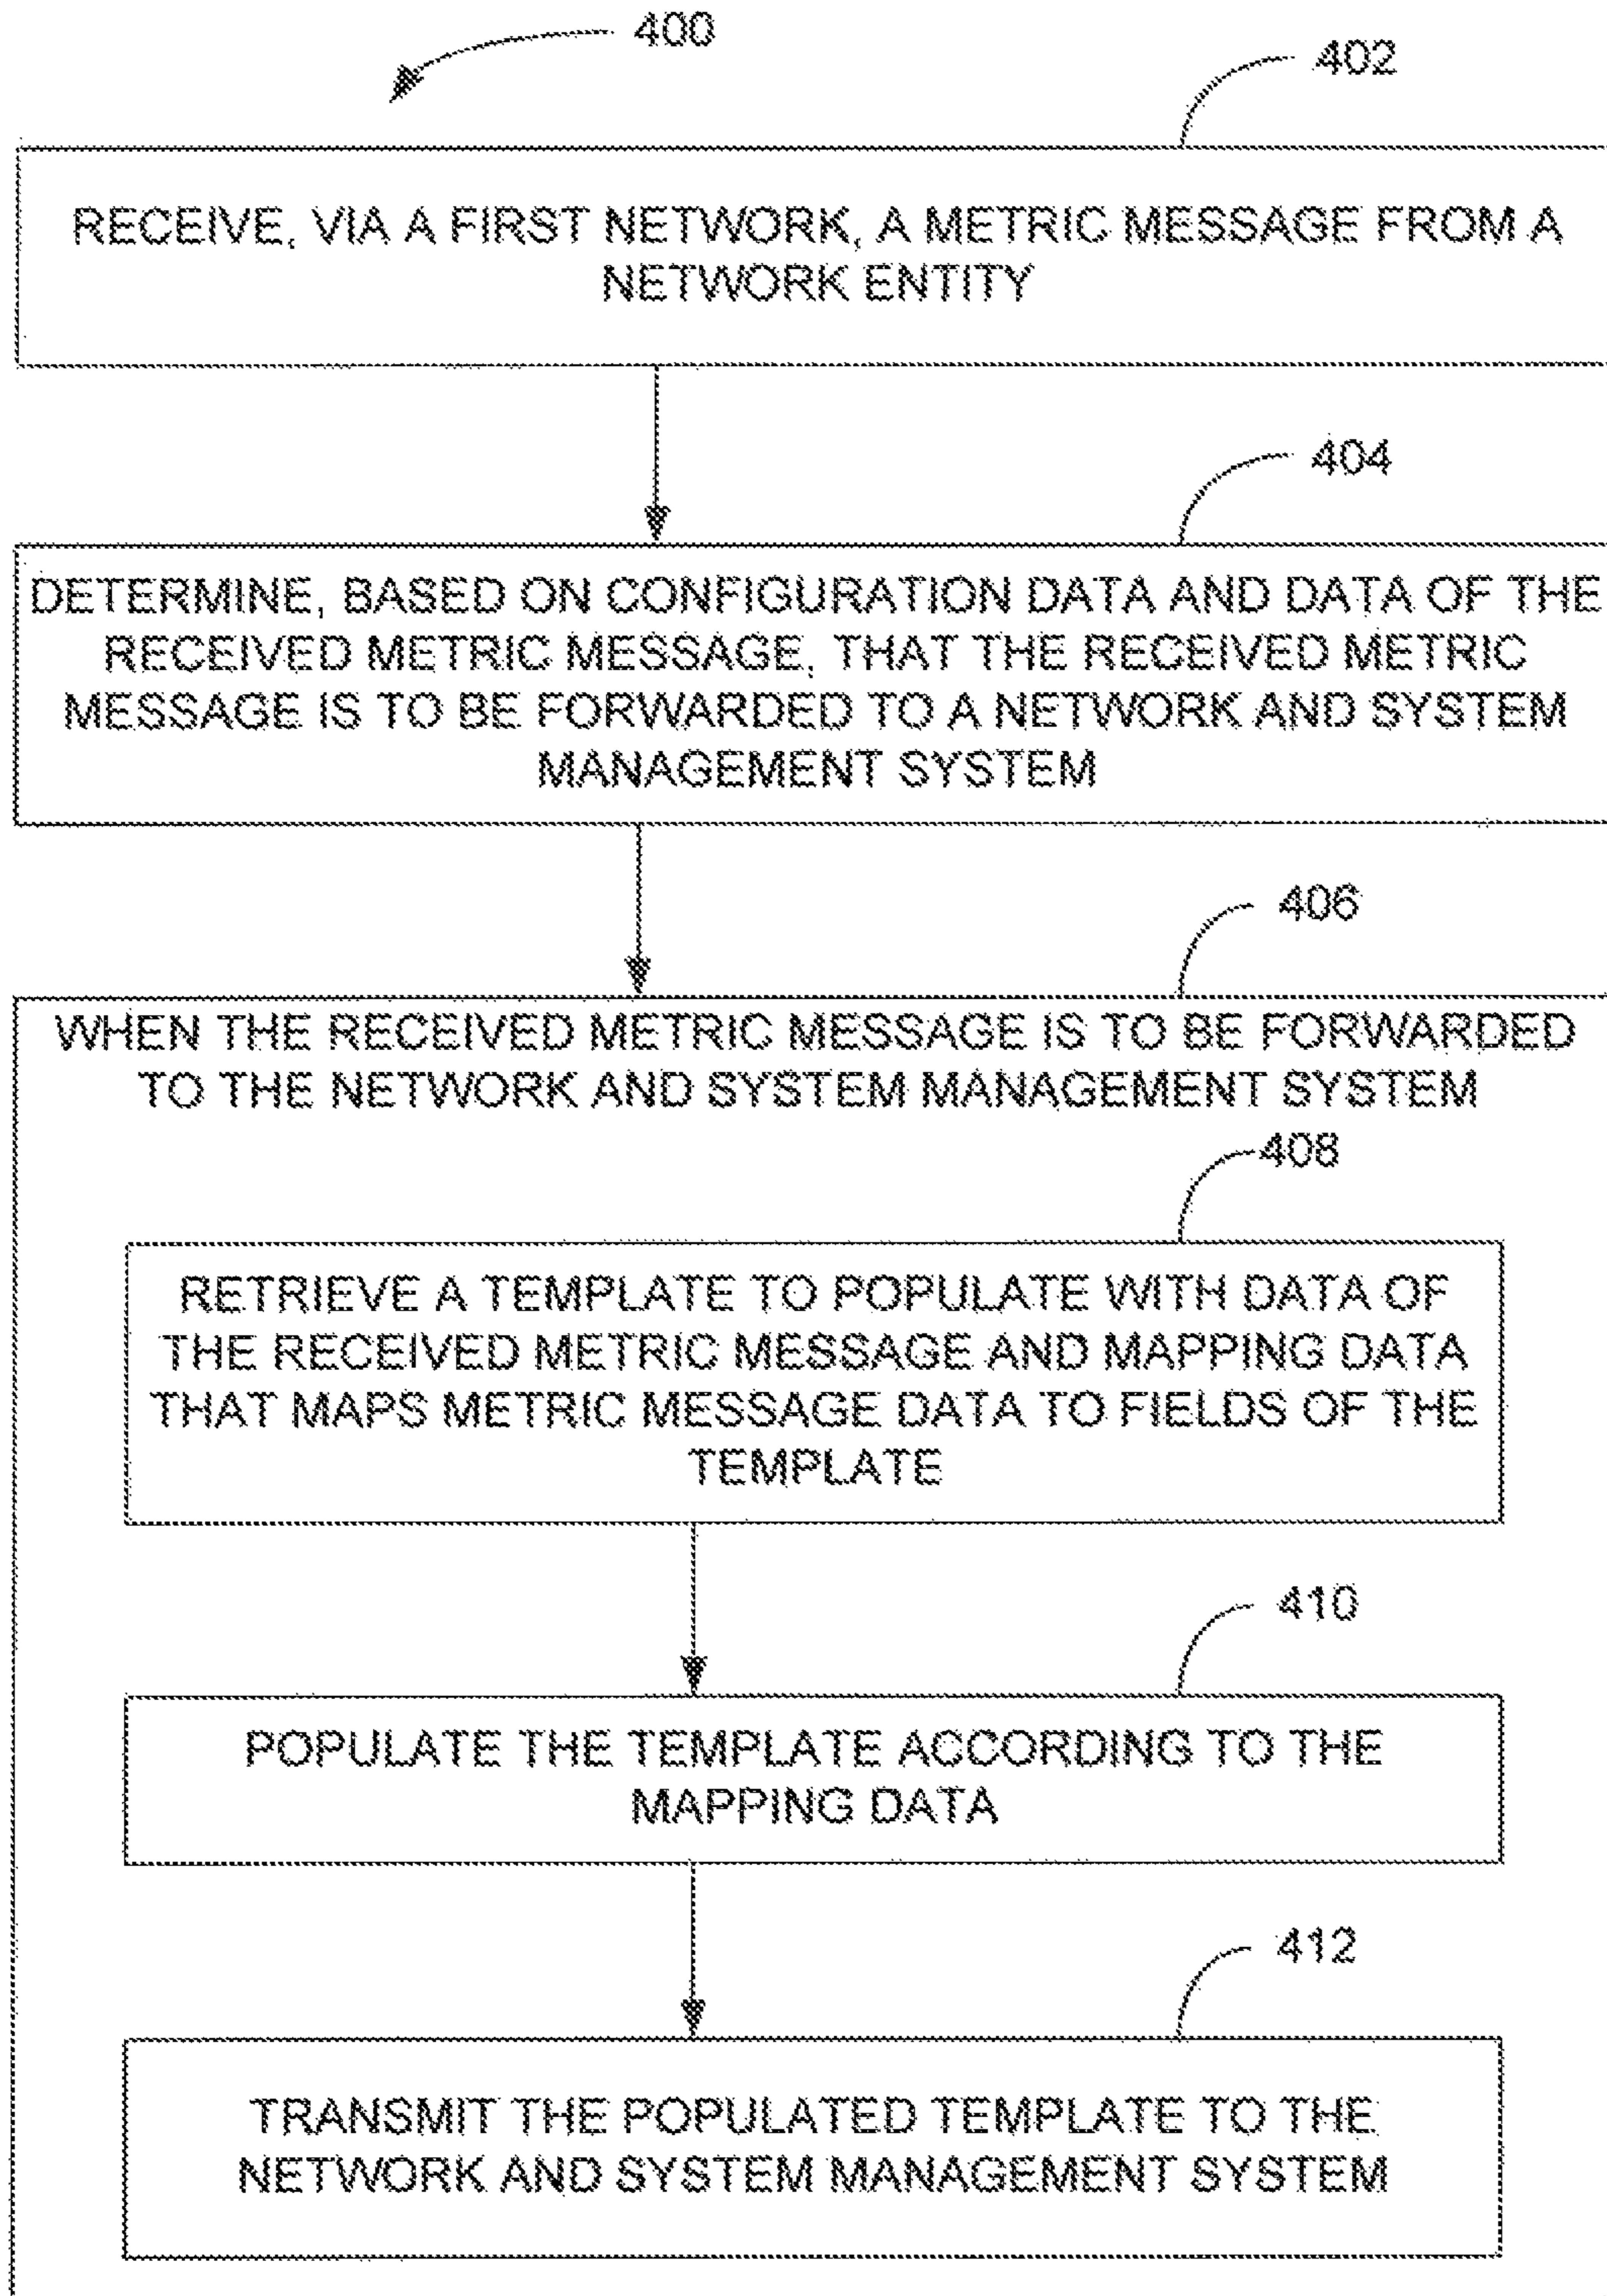 400
402
RECEIVE, VIA A FIRST NETWORK, A METRIC MESSAGE FROM A
NETWORK ENTITY
404
DETERMINE, BASED ON CONFIGURATION DATA AND DATA OF THE
RECEIVED METRIC MESSAGE, THAT THE RECEIVED METRIC
MESSAGE IS TO BE FORWARDED TO A NETWORK AND SYSTEM
MANAGEMENT SYSTEM
406
WHEN THE RECEIVED METRIC MESSAGE IS TO BE FORWARDED
TO THE NETWORK AND SYSTEM MANAGEMENT SYSTEM
408
RETRIEVE A TEMPLATE TO POPULATE WITH DATA OF
THE RECEIVED METRIC MESSAGE AND MAPPING DATA
THAT MAPS METRIC MESSAGE DATA TO FIELDS OF THE
TEMPLATE
410
POPULATE THE TEMPLATE ACCORDING TO THE
MAPPING DATA
412
TRANSMIT THE POPULATED TEMPLATE TO THE
NETWORK AND SYSTEM MANAGEMENT SYSTEM